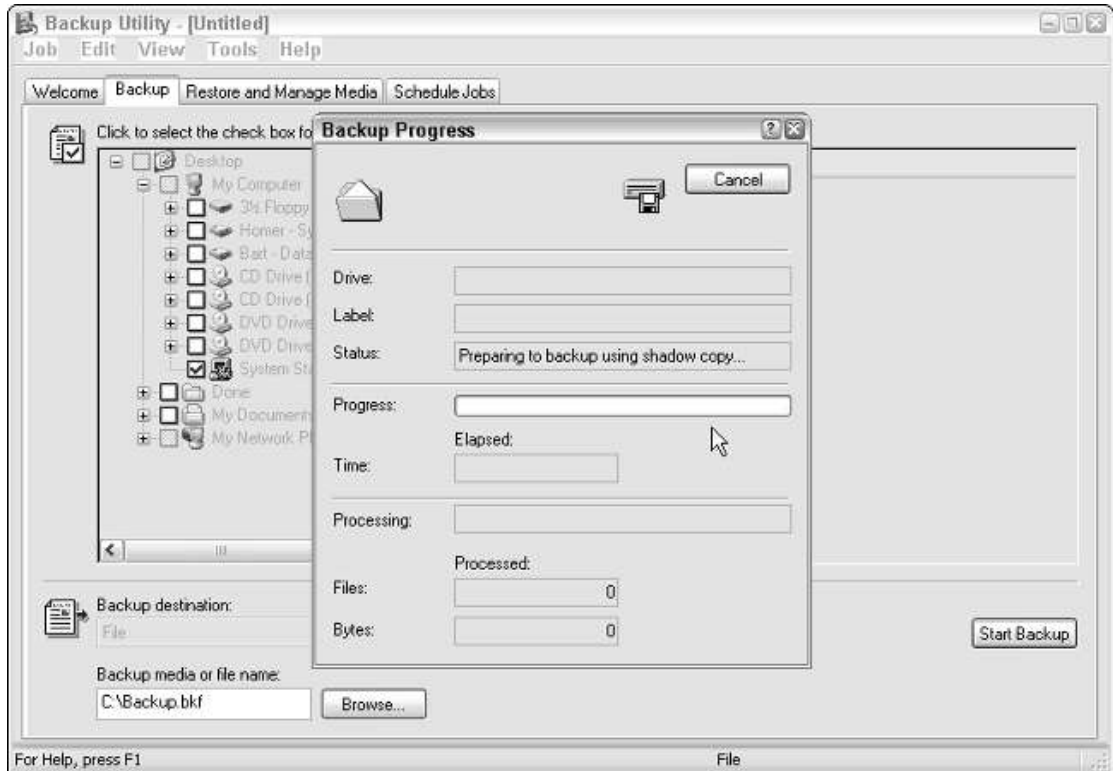 Backup Utility - [Untitled]
Job Edit View Tools Help
Welcome Backup Restore and Manage Media Schedule Jobs
Click to select the check box fo
Desktop
My Computer
3½ Floppy
Homer - Sy
Bart - Data
CD Drive (
CD Drive (
DVD Drive
DVD Drive
System Sta
Done
My Documents
My Network Pl
Backup Progress
Cancel
Drive:
Label:
Status: Preparing to backup using shadow copy...
Progress:
Elapsed:
Time:
Processing:
Processed:
Files: 0
Bytes: 0
Backup destination:
File
Start Backup
Backup media or file name:
C:\Backup.bkf Browse...
For Help, press F1 File